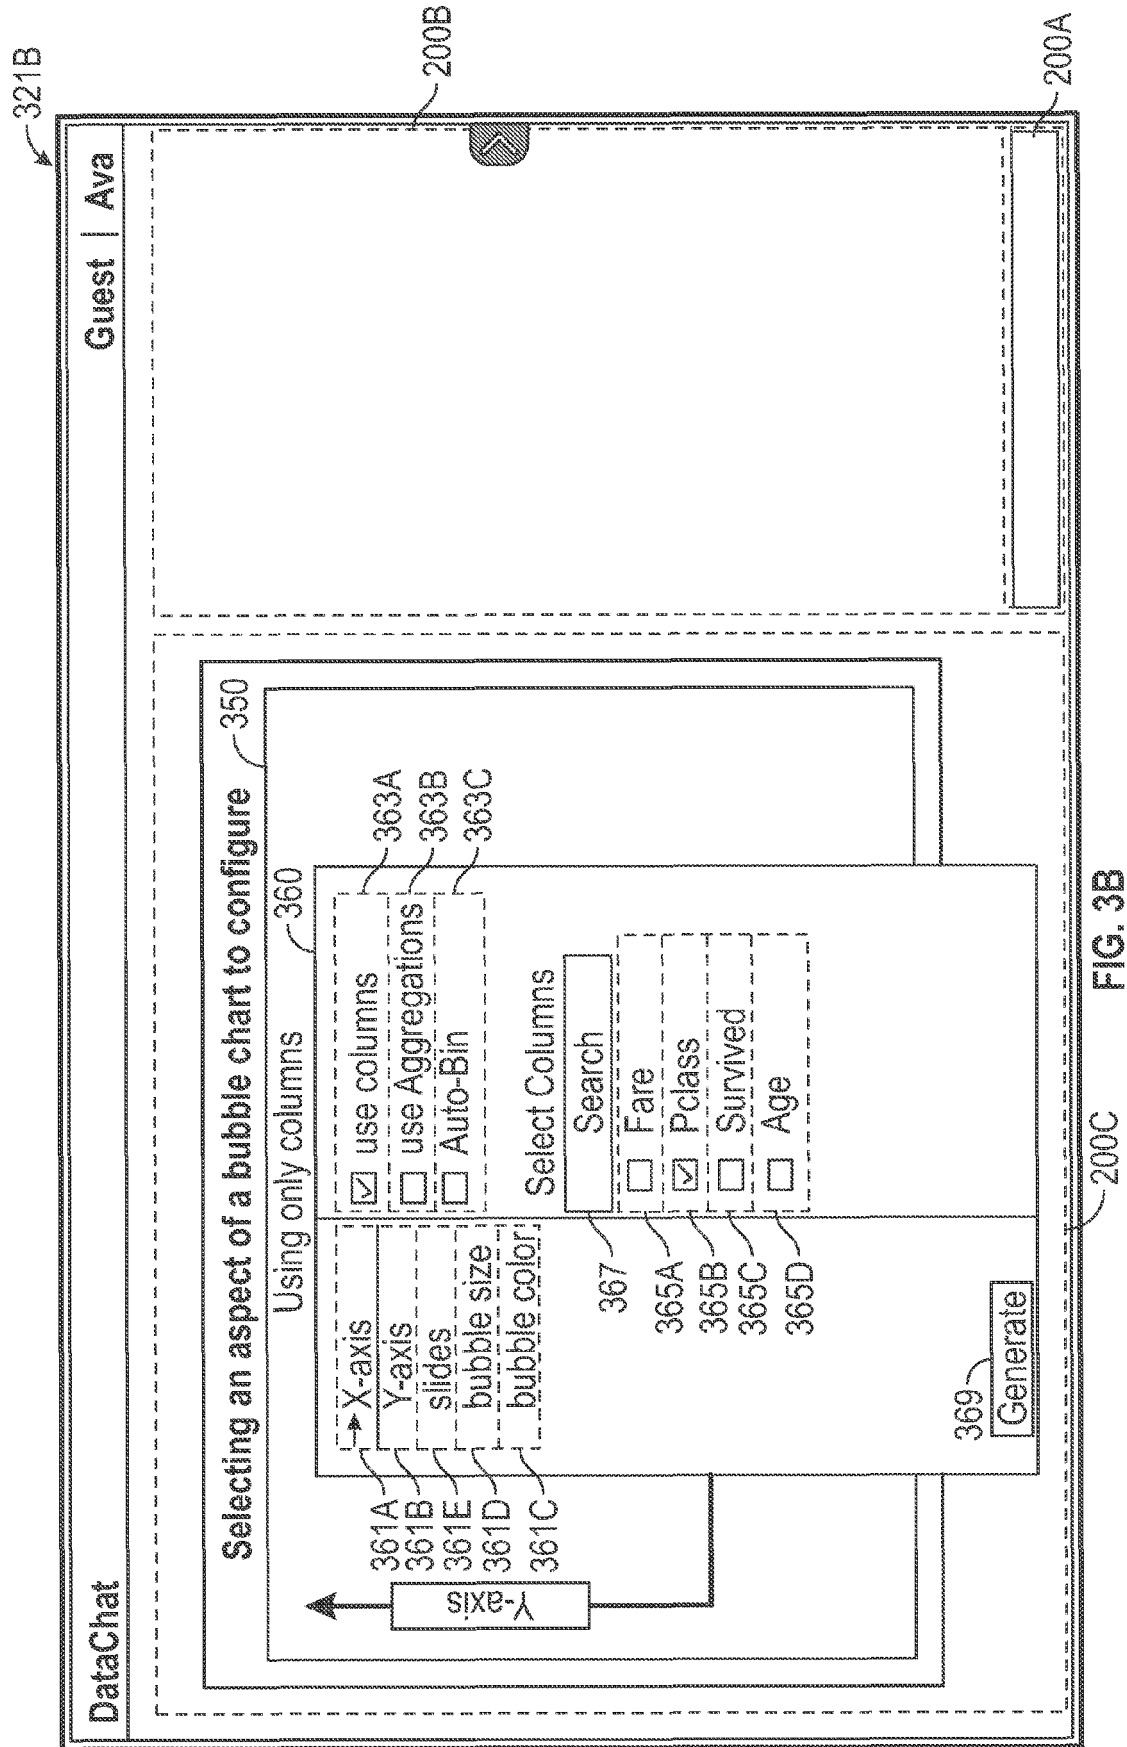 321B
DataChat
Guest | Ava
200B
Selecting an aspect of a bubble chart to configure
350
Using only columns
360
361A
X-axis
361B
Y-axis
361E
slides
361D
bubble size
361C
bubble color
use columns
363A
use Aggregations
363B
Auto-Bin
363C
Select Columns
367
Search
365A
Fare
365B
Pclass
365C
Survived
365D
Age
Y-axis
369
Generate
200A
200C
FIG. 3B